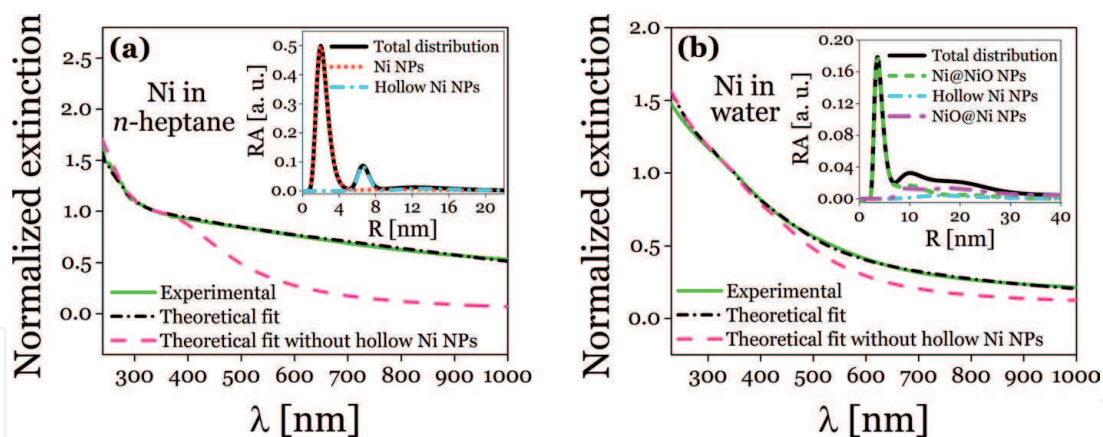 (a)
Ni in
n-heptane
Normalized extinction
2.5
2.0
1.5
1.0
0.5
0.0
300 400 500 600 700 800 900 1000
λ [nm]
Experimental
Theoretical fit
Theoretical fit without hollow Ni NPs
RA [a. u.]
0.5
0.4
0.3
0.2
0.1
0.0
0 4 8 12 16 20
R [nm]
Total distribution
Ni NPs
Hollow Ni NPs
(b)
Ni in
water
Normalized extinction
2.0
1.5
1.0
0.5
0.0
300 400 500 600 700 800 900 1000
λ [nm]
Experimental
Theoretical fit
Theoretical fit without hollow Ni NPs
RA [a. u.]
0.20
0.16
0.12
0.08
0.04
0.00
0 10 20 30 40
R [nm]
Total distribution
Ni@NiO NPs
Hollow Ni NPs
NiO@Ni NPs